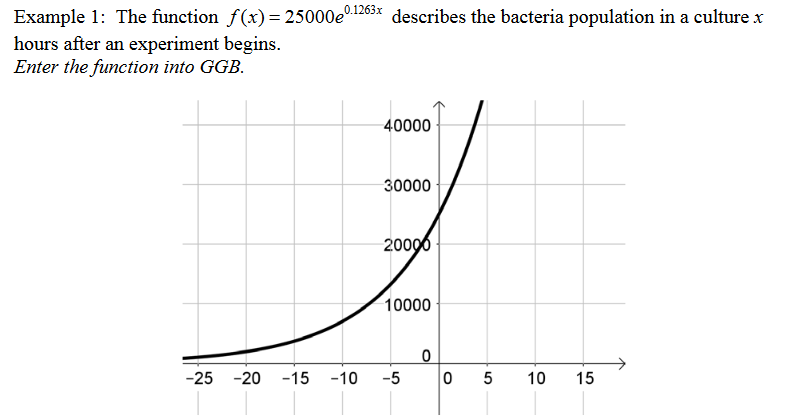 Example 1: The function f(x) = 25000e^{0.1263x} describes the bacteria population in a culture x
hours after an experiment begins.
Enter the function into GGB.
40000
30000
20000
10000
0
-25 -20 -15 -10 -5 0 5 10 15